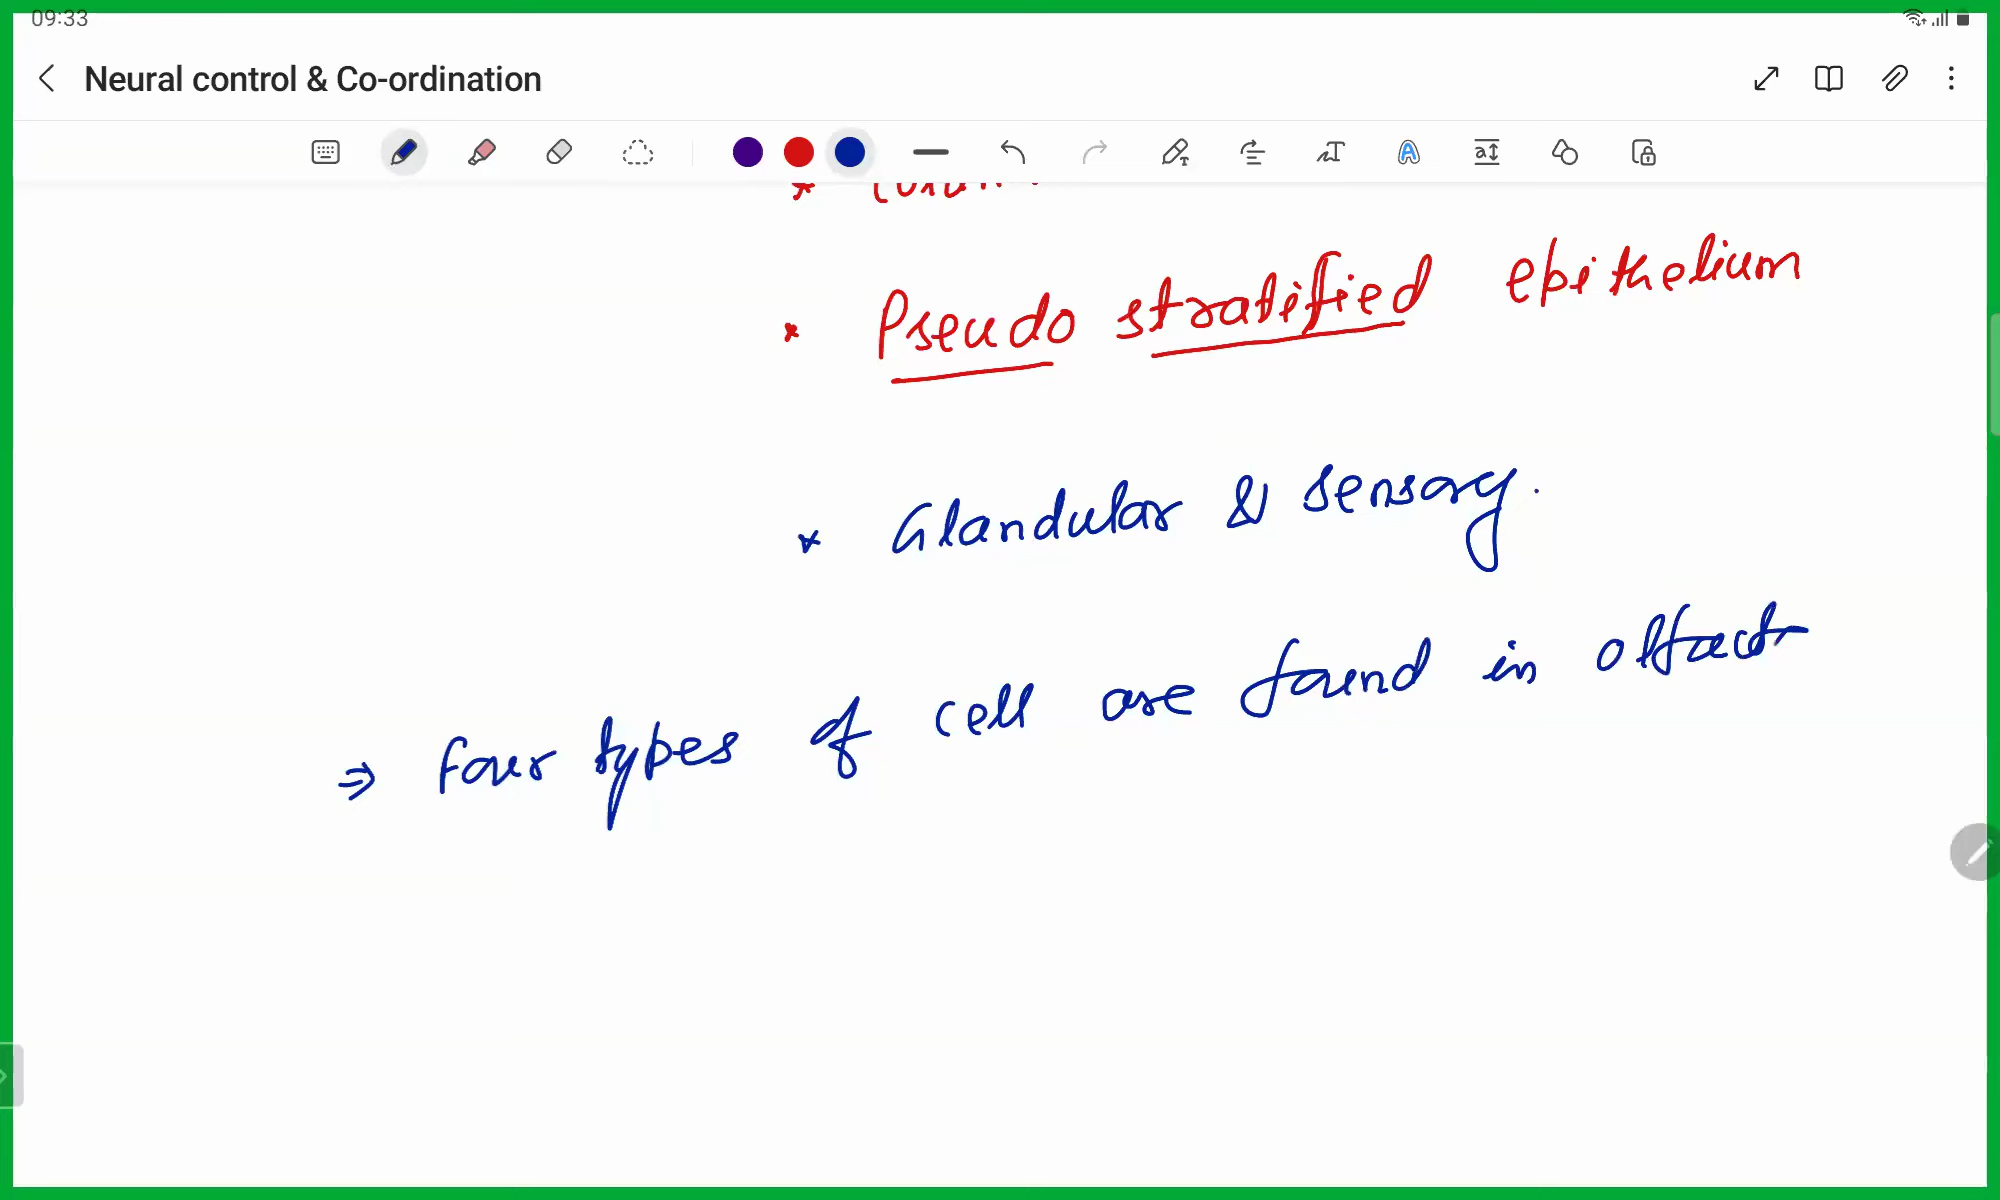 09:33
Neural control & Co-ordination
* Pseudo stratified epithelium
* Glandular & sensory.
⇒ four types of cell are found in olfact